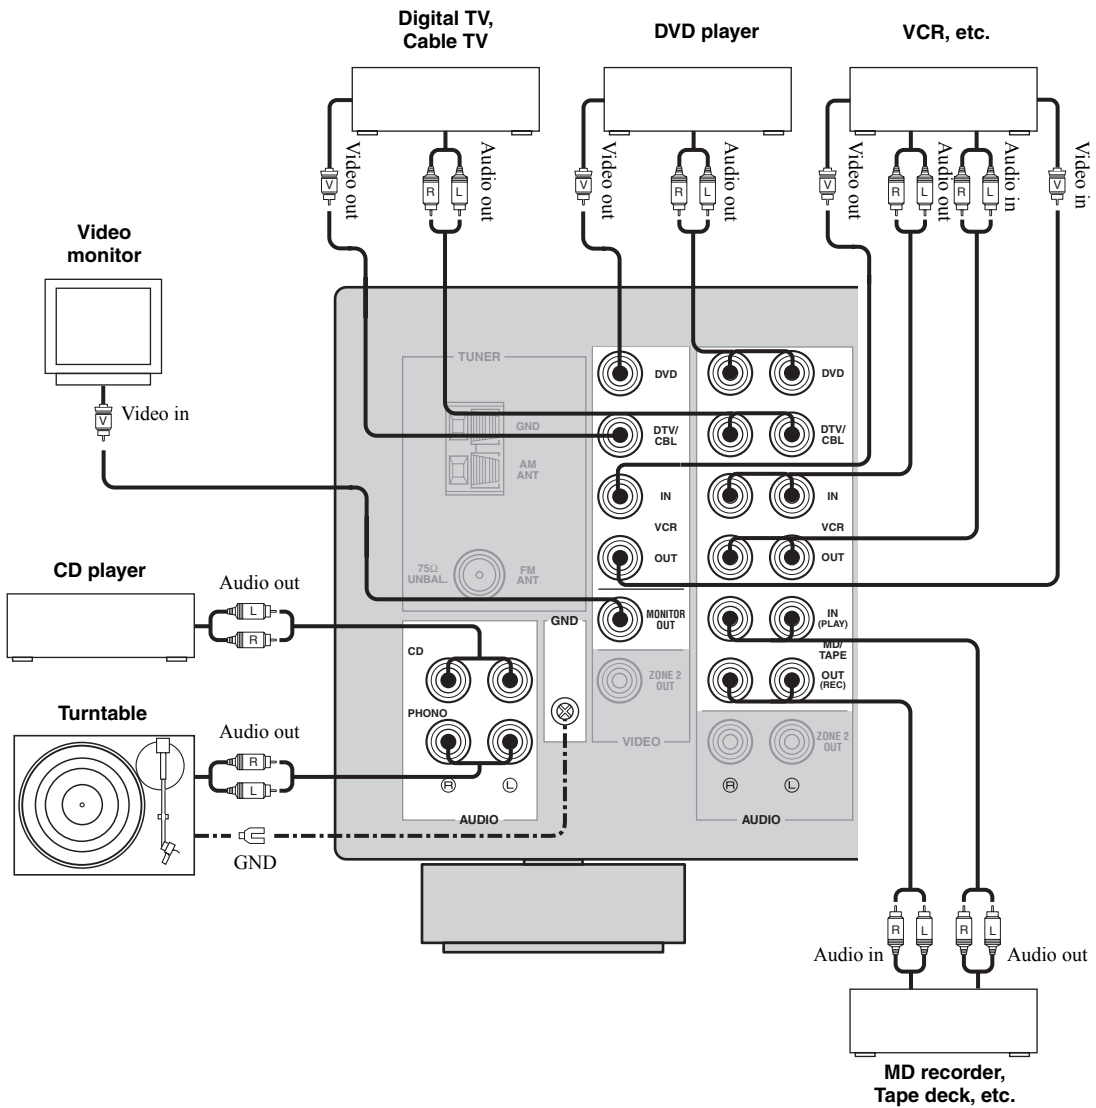 Digital TV,
Cable TV
DVD player
VCR, etc.
Video out
V
Audio out
R
L
Video out
V
Audio out
R
L
Video out
V
Audio out
R
L
Audio in
R
L
Video in
V
Video
monitor
V
Video in
TUNER
GND
AM
ANT
75Ω
UNBAL.
FM
ANT
DVD
DTV/
CBL
IN
VCR
OUT
MONITOR
OUT
ZONE 2
OUT
VIDEO
DVD
DTV/
CBL
IN
VCR
OUT
IN
(PLAY)
MD/
TAPE
OUT
(REC)
ZONE 2
OUT
R
L
AUDIO
CD player
Audio out
L
R
CD
GND
Turntable
PHONO
Audio out
R
L
R
L
AUDIO
GND
R
L
R
L
Audio in
Audio out
MD recorder,
Tape deck, etc.